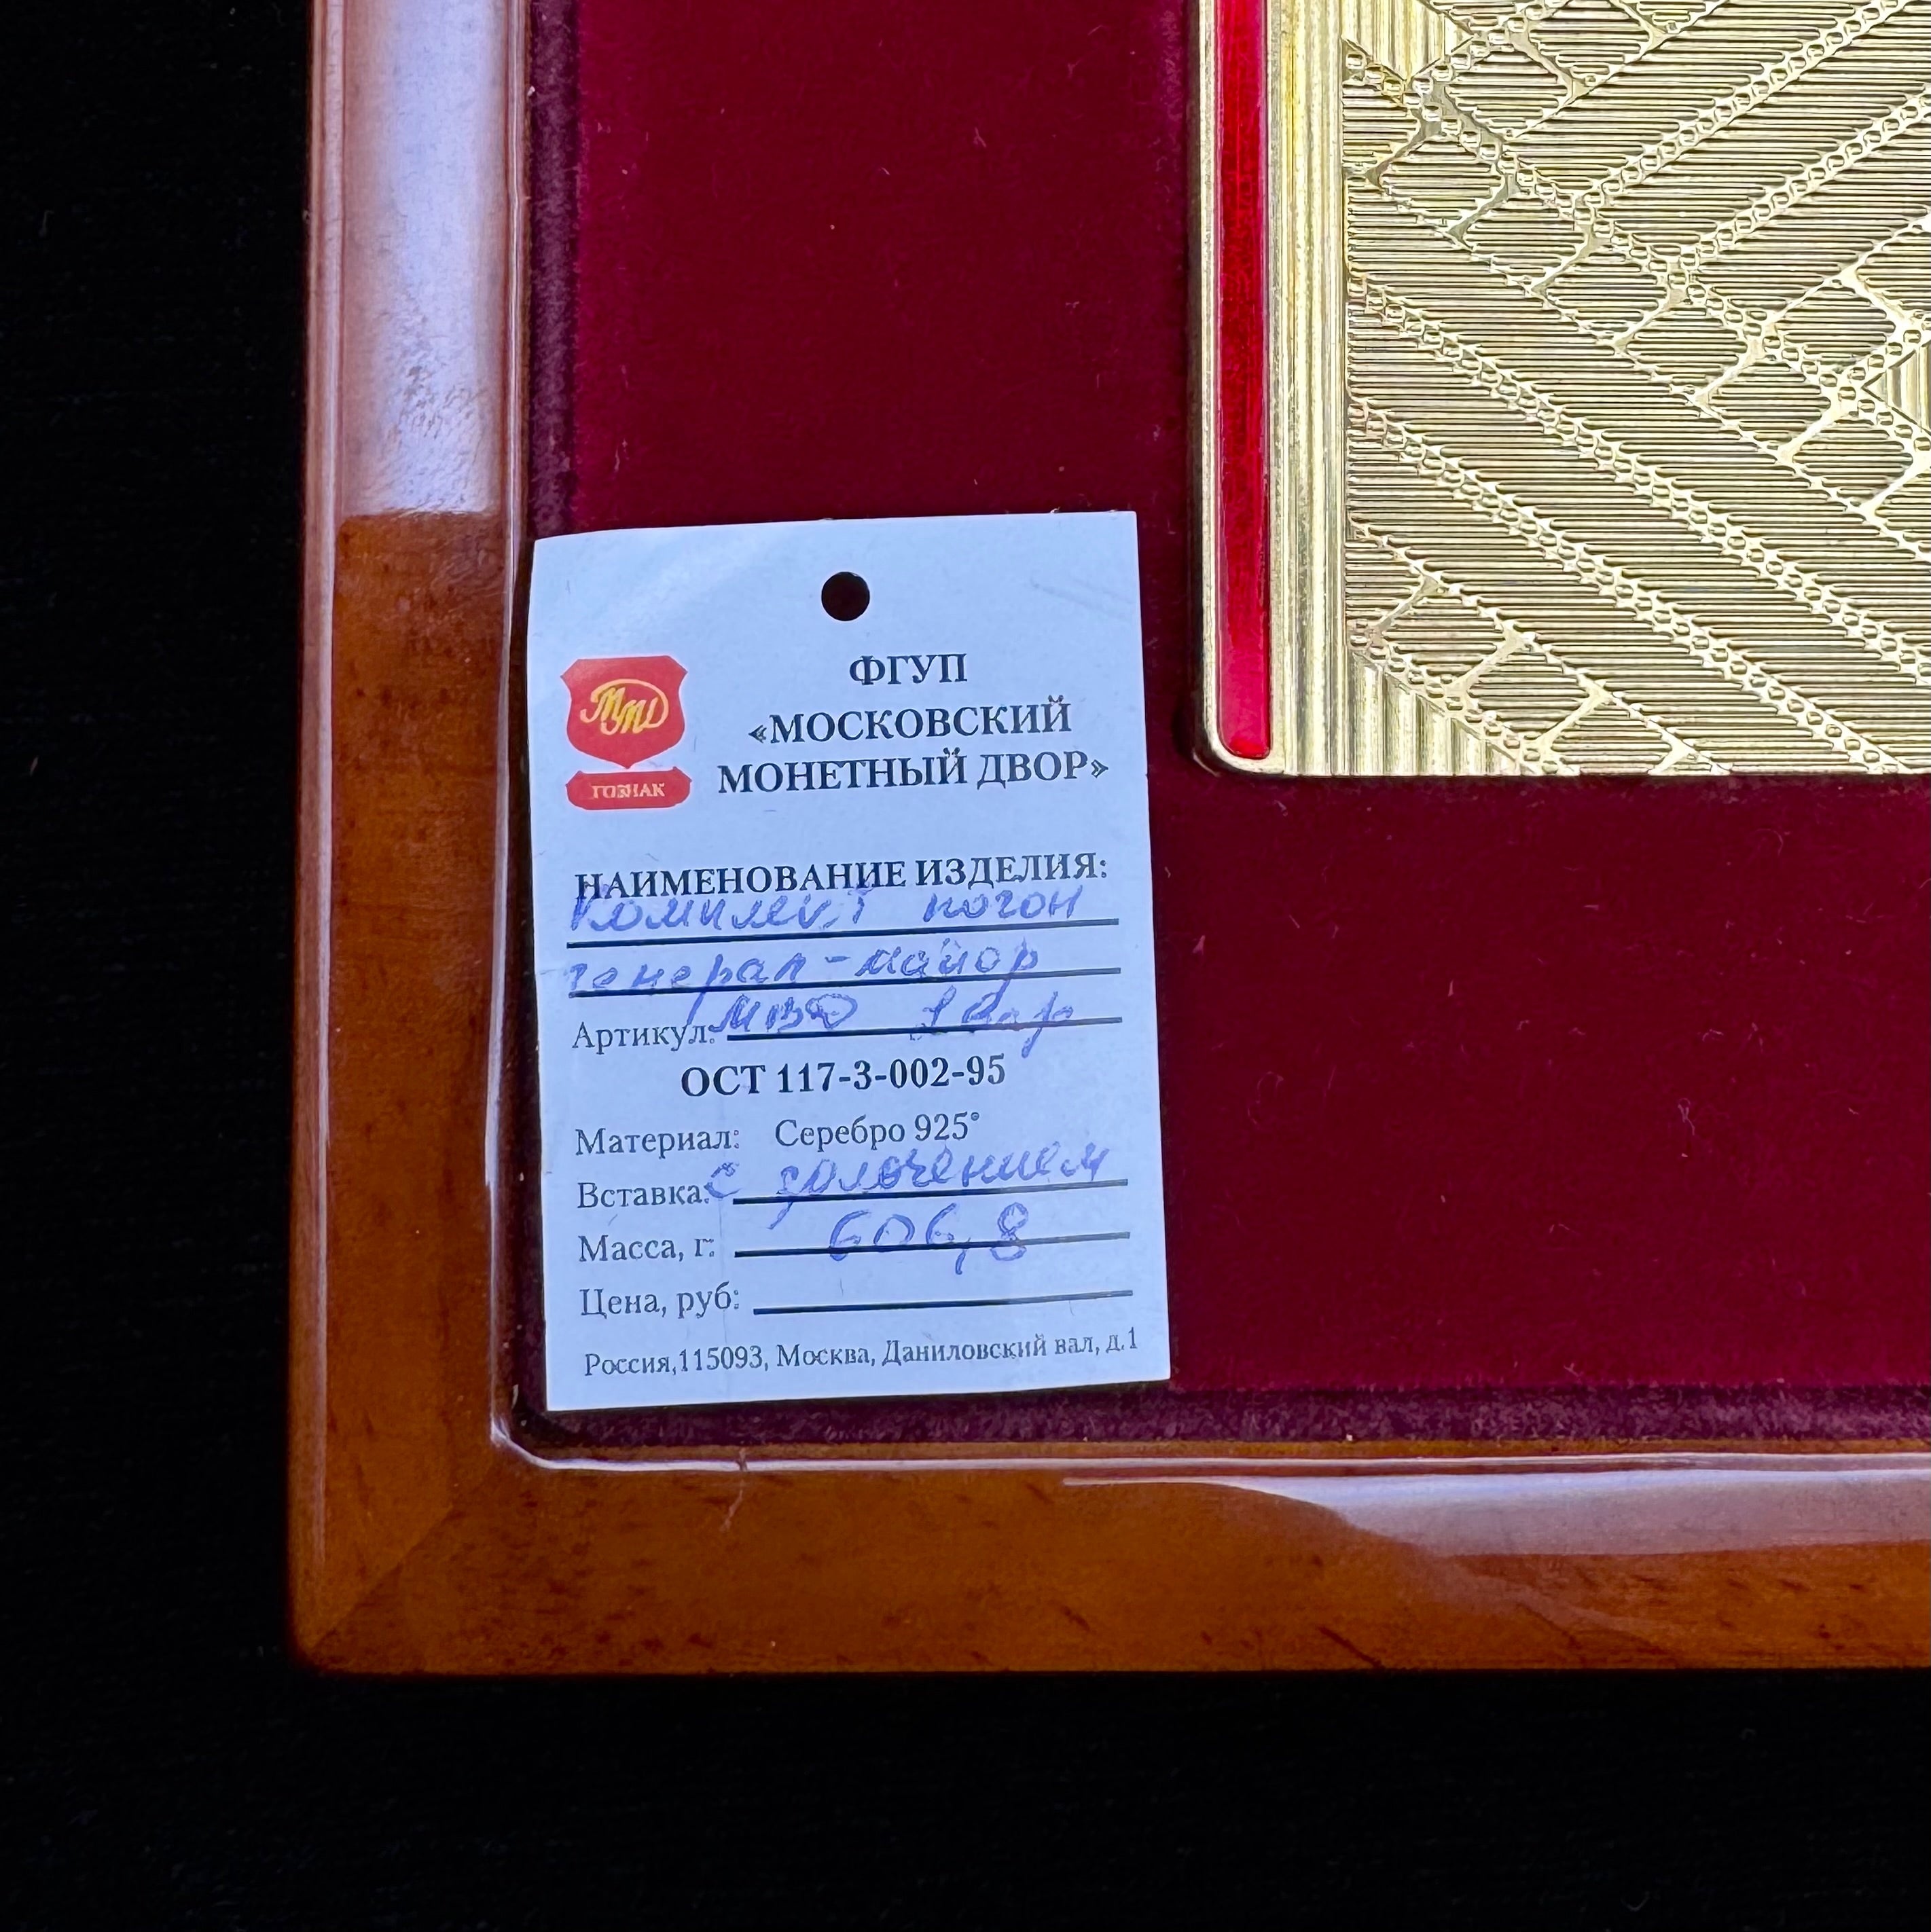 ММД
ГОЗНАК
ФГУП
«МОСКОВСКИЙ
МОНЕТНЫЙ ДВОР»
НАИМЕНОВАНИЕ ИЗДЕЛИЯ:
Комплект погон
генерал-майор
Артикул: МВД
ОСТ 117-3-002-95
Материал: Серебро 925°
Вставка: с золочением
Масса, г: 606,8
Цена, руб:
Россия,115093, Москва, Даниловский вал, д.1